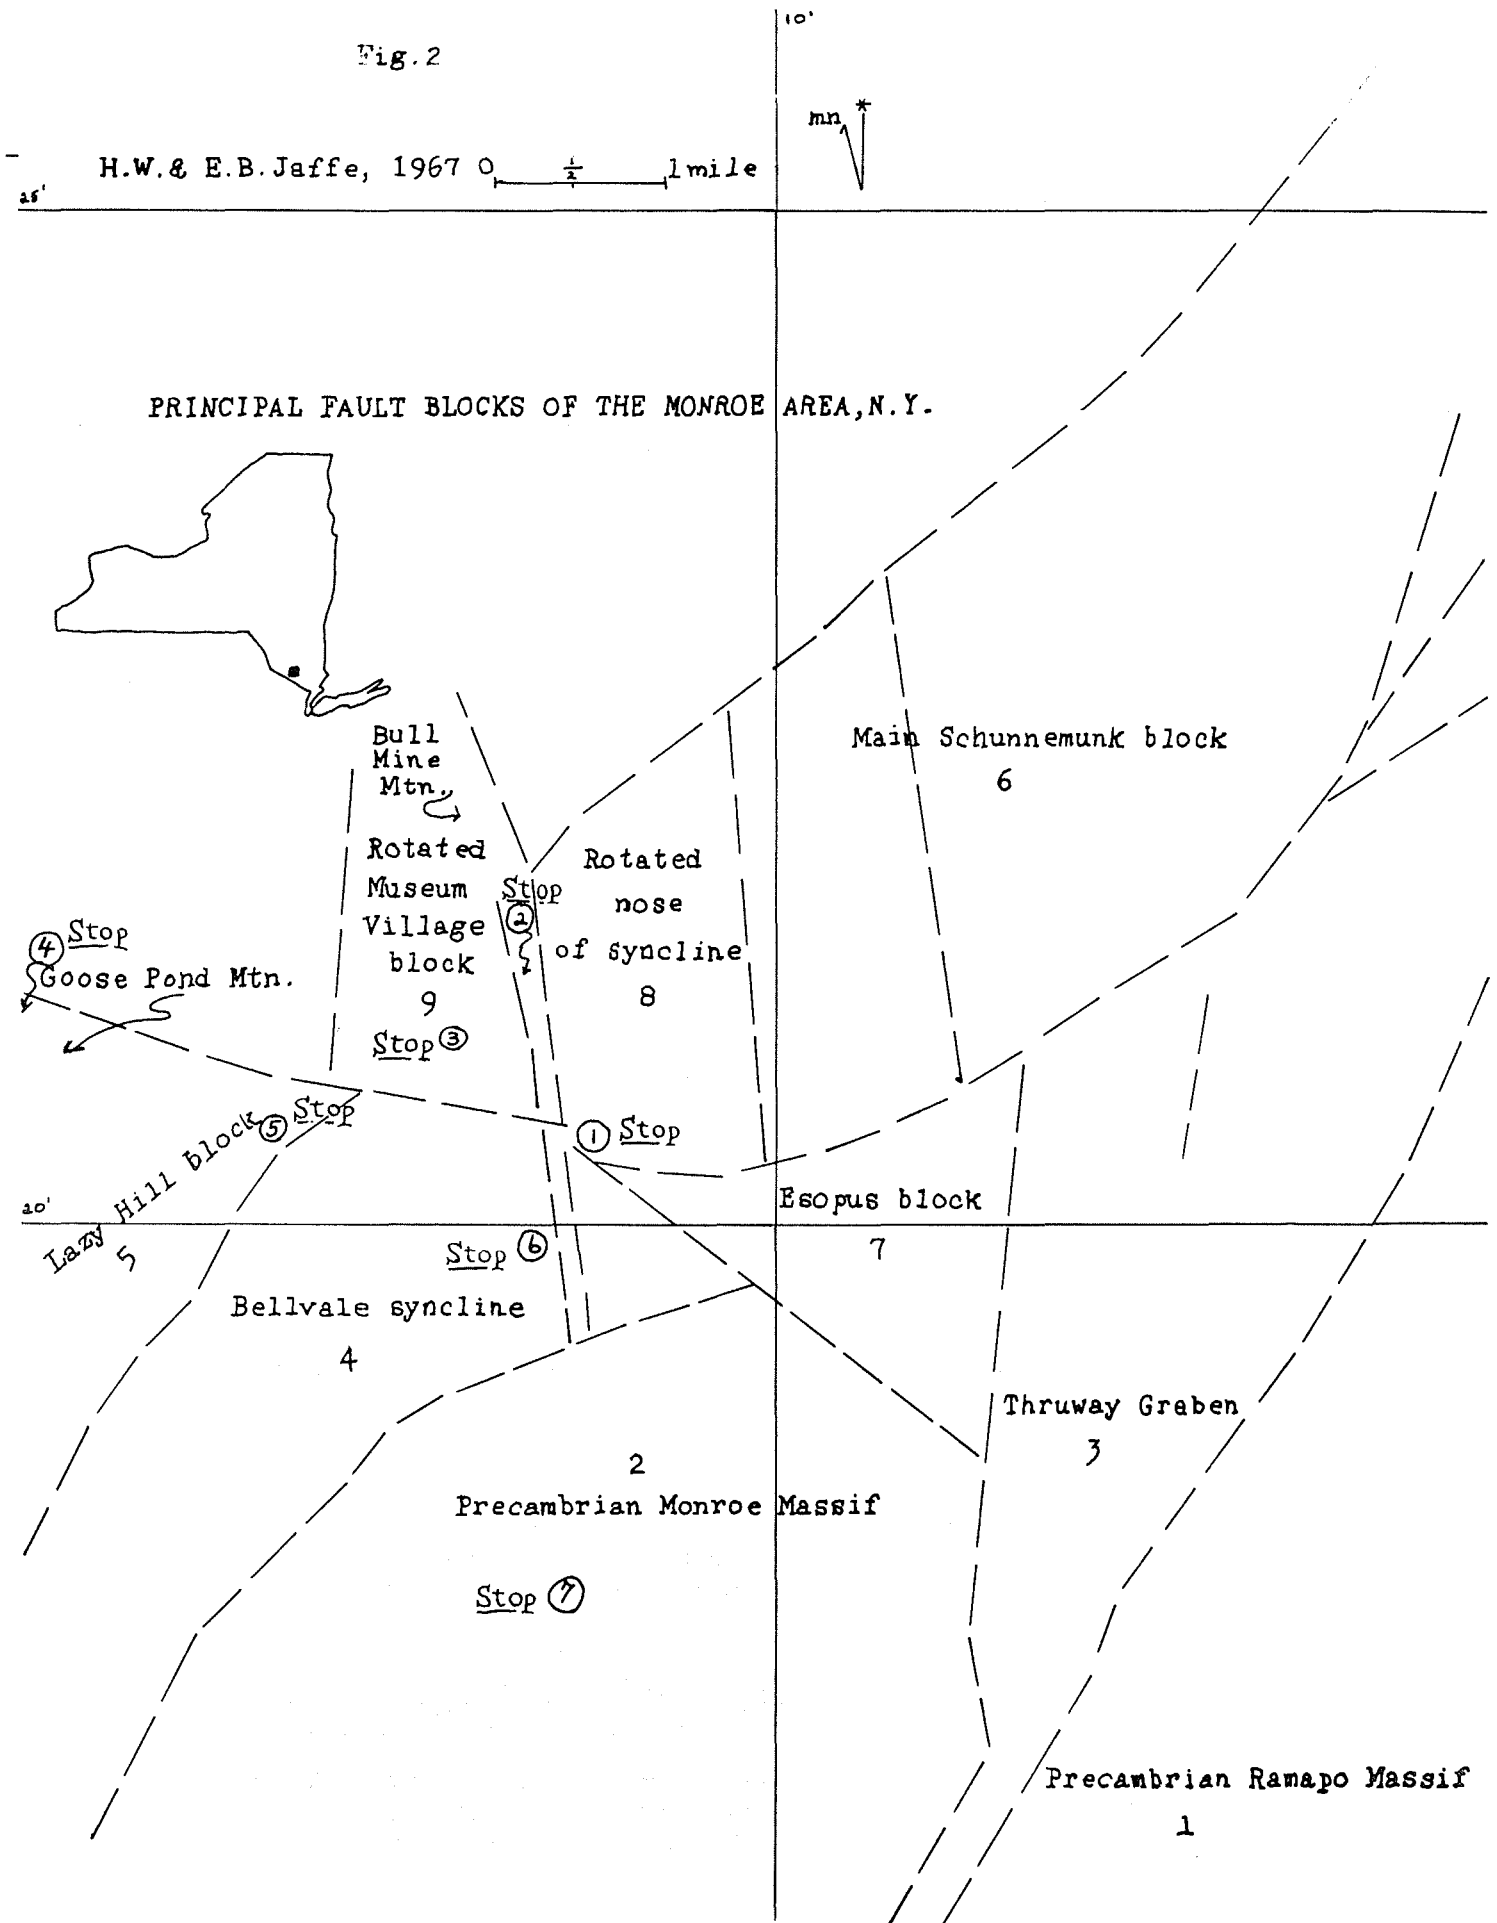 10'
Fig. 2
mn
*
H.W. & E.B. Jaffe, 1967 0 1/2 1 mile
25'
PRINCIPAL FAULT BLOCKS OF THE MONROE AREA, N.Y.
Bull
Mine
Mtn.
Main Schunnemunk block
6
Rotated
Museum
Village
block
9
Stop
2
Rotated
nose
of syncline
8
4 Stop
Goose Pond Mtn.
Stop 3
5 Stop
1 Stop
Lazy Hill block
5
20'
Esopus block
7
Stop 6
Bellvale syncline
4
Thruway Graben
3
2
Precambrian Monroe Massif
Stop 7
Precambrian Ramapo Massif
1